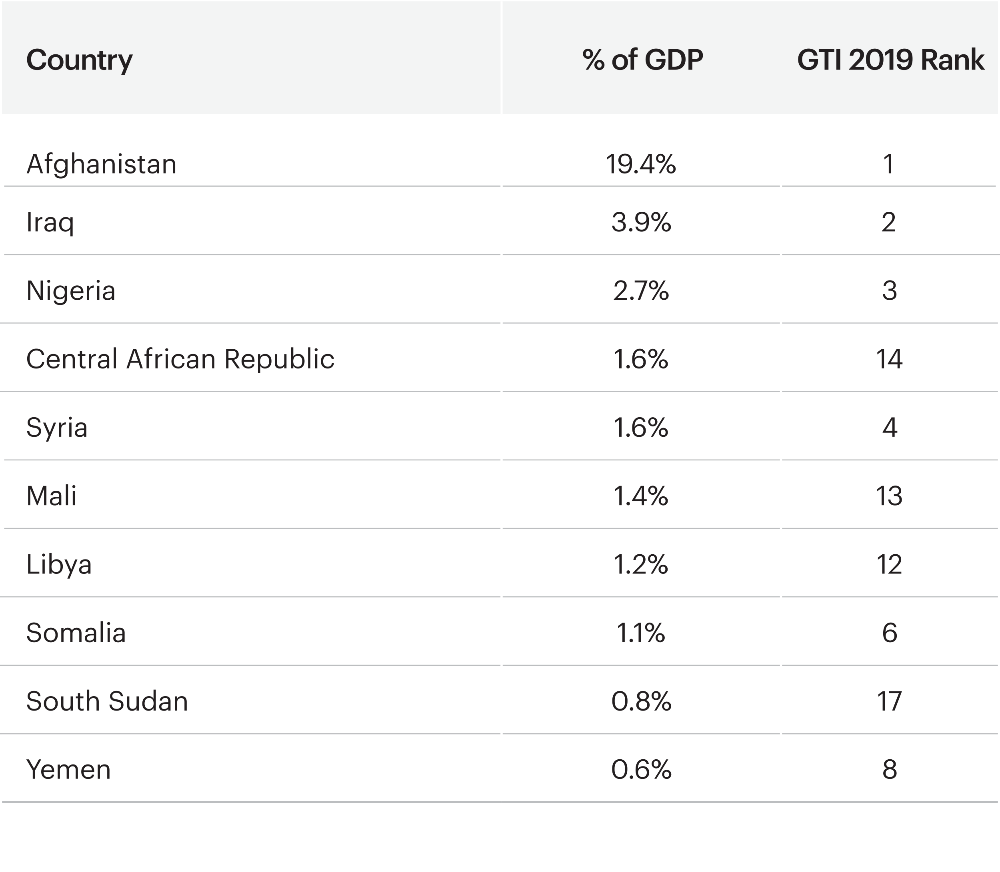 Country % of GDP GTI 2019 Rank
Afghanistan 19.4% 1
Iraq 3.9% 2
Nigeria 2.7% 3
Central African Republic 1.6% 14
Syria 1.6% 4
Mali 1.4% 13
Libya 1.2% 12
Somalia 1.1% 6
South Sudan 0.8% 17
Yemen 0.6% 8